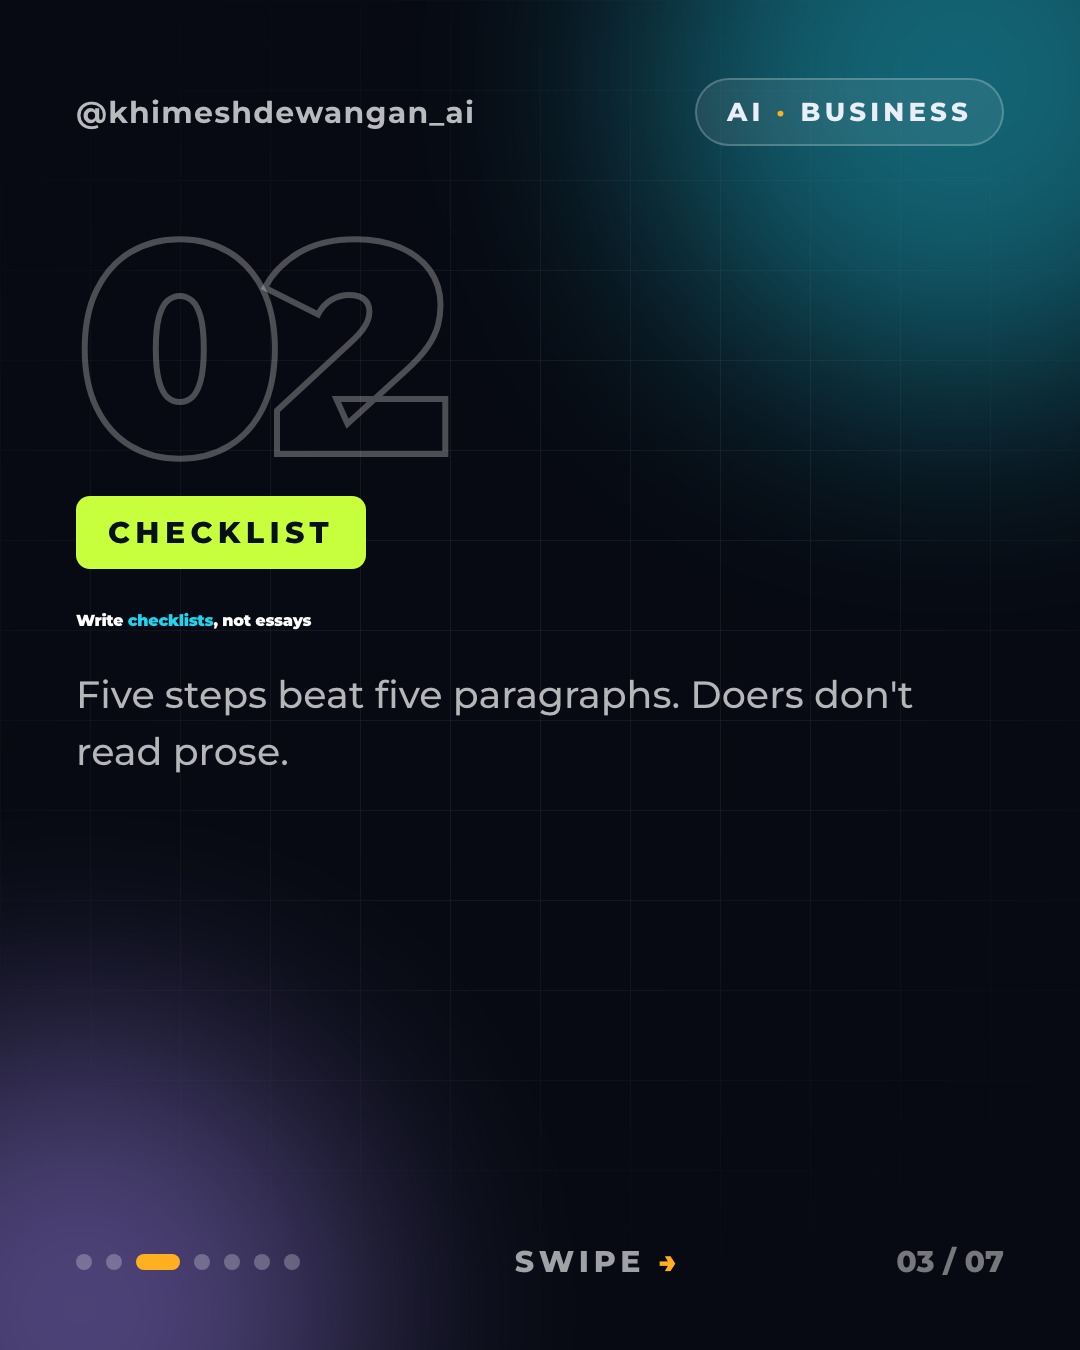 @khimeshdewangan_ai
AI · BUSINESS
02
CHECKLIST
Write checklists, not essays
Five steps beat five paragraphs. Doers don't
read prose.
SWIPE →
03 / 07